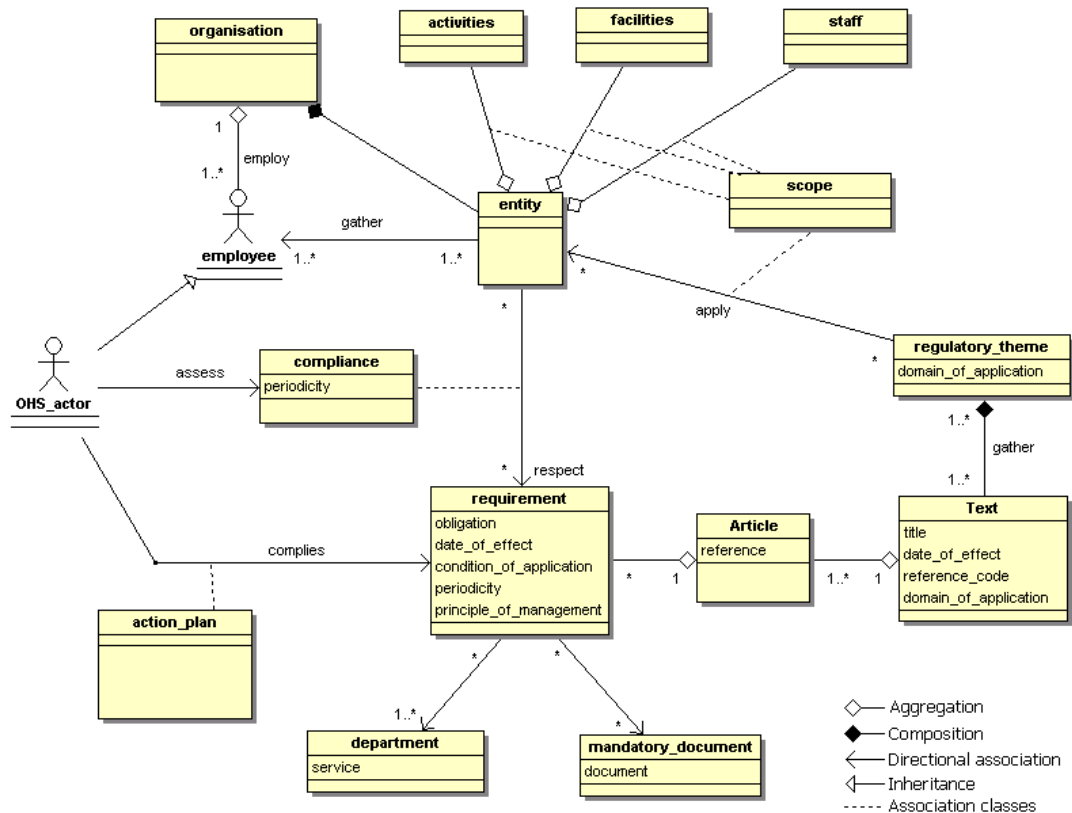 organisation
activities
facilities
staff
1
employ
1..*
scope
entity
gather
1..*
1..*
employee
*
*
apply
regulatory_theme
domain_of_application
*
compliance
periodicity
assess
OHS_actor
1..*
gather
1..*
*
respect
requirement
obligation
date_of_effect
condition_of_application
periodicity
principle_of_management
Article
reference
Text
title
date_of_effect
reference_code
domain_of_application
*
1
1..*
1
complies
action_plan
*
*
1..*
*
department
service
mandatory_document
document
Aggregation
Composition
Directional association
Inheritance
Association classes